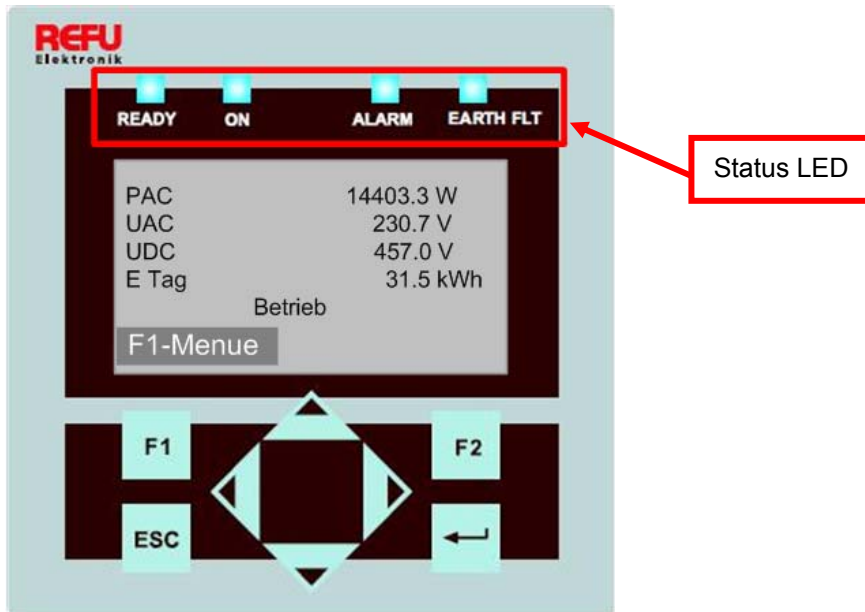 REFU
Elektronik
READY ON ALARM EARTH FLT
Status LED
PAC 14403.3 W
UAC 230.7 V
UDC 457.0 V
E Tag 31.5 kWh
Betrieb
F1-Menue
F1 F2
ESC